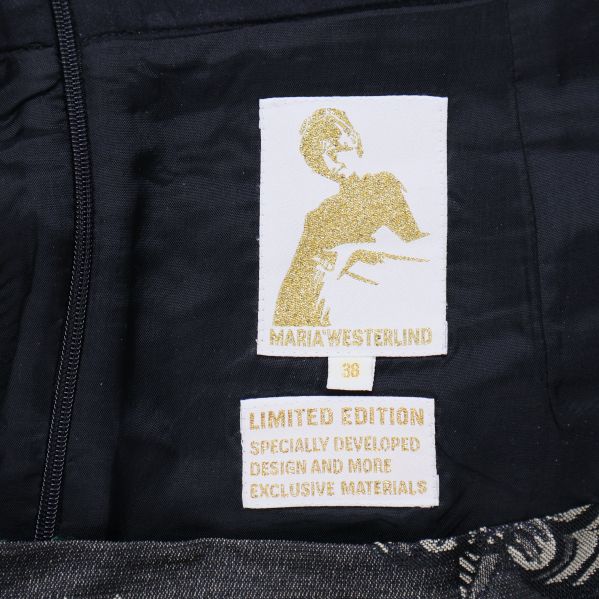 MARIA*WESTERLIND
38
LIMITED EDITION
SPECIALLY DEVELOPED
DESIGN AND MORE
EXCLUSIVE MATERIALS